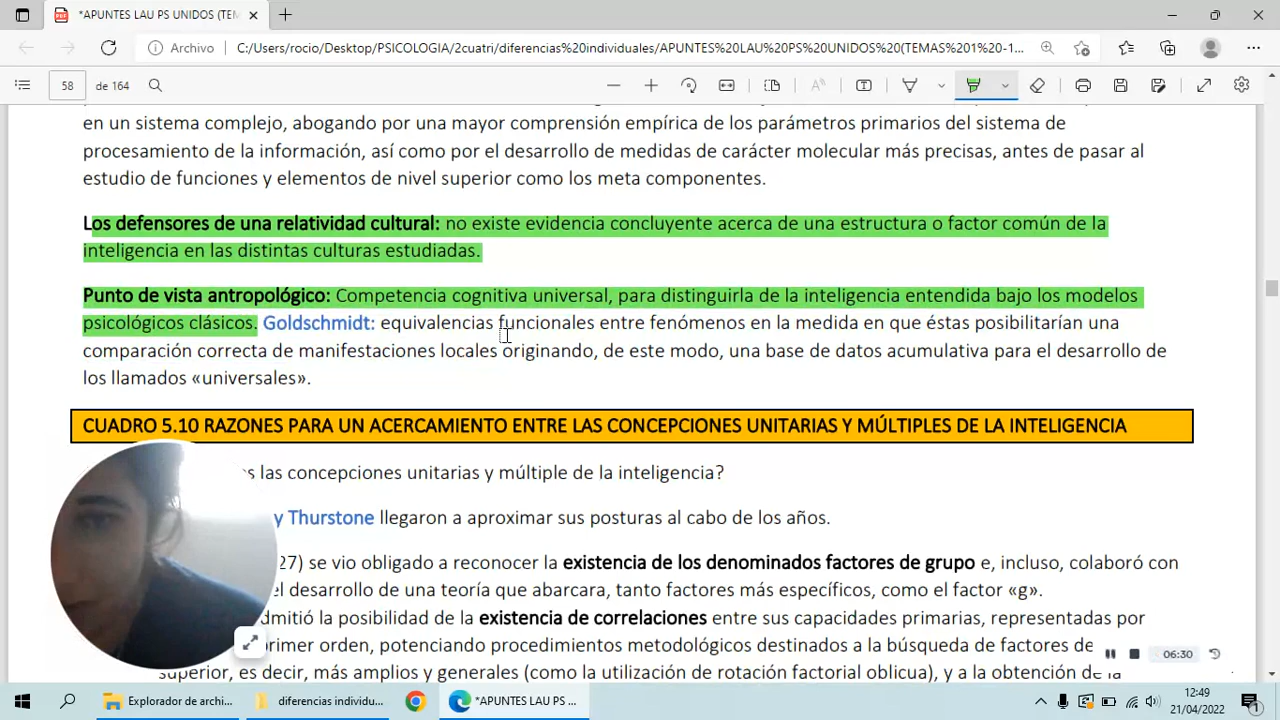 *APUNTES LAU PS UNIDOS (TEM
Archivo
C:/Users/rocio/Desktop/PSICOLOGIA/2cuatri/diferencias%20individuales/APUNTES%20LAU%20PS%20UNIDOS%20(TEMAS%201%20-1...
58 de 164
en un sistema complejo, abogando por una mayor comprensión empírica de los parámetros primarios del sistema de
procesamiento de la información, así como por el desarrollo de medidas de carácter molecular más precisas, antes de pasar al
estudio de funciones y elementos de nivel superior como los meta componentes.
Los defensores de una relatividad cultural: no existe evidencia concluyente acerca de una estructura o factor común de la
inteligencia en las distintas culturas estudiadas.
Punto de vista antropológico: Competencia cognitiva universal, para distinguirla de la inteligencia entendida bajo los modelos
psicológicos clásicos. Goldschmidt: equivalencias funcionales entre fenómenos en la medida en que éstas posibilitarían una
comparación correcta de manifestaciones locales originando, de este modo, una base de datos acumulativa para el desarrollo de
los llamados «universales».
CUADRO 5.10 RAZONES PARA UN ACERCAMIENTO ENTRE LAS CONCEPCIONES UNITARIAS Y MÚLTIPLES DE LA INTELIGENCIA
las concepciones unitarias y múltiple de la inteligencia?
y Thurstone llegaron a aproximar sus posturas al cabo de los años.
27) se vio obligado a reconocer la existencia de los denominados factores de grupo e, incluso, colaboró con
el desarrollo de una teoría que abarcara, tanto factores más específicos, como el factor «g».
dmitió la posibilidad de la existencia de correlaciones entre sus capacidades primarias, representadas por
primer orden, potenciando procedimientos metodológicos destinados a la búsqueda de factores de
superior, es decir, más amplios y generales (como la utilización de rotación factorial oblicua), y a la obtención de la
06:30
Explorador de archi...
diferencias individu...
*APUNTES LAU PS ...
12:49
21/04/2022